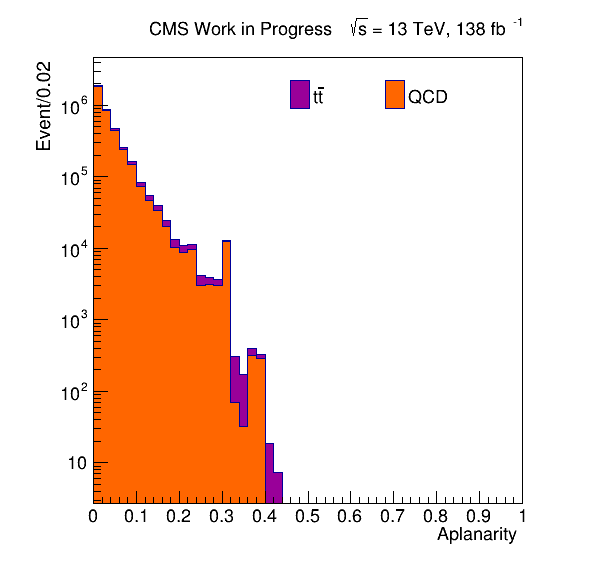 CMS Work in Progress √s = 13 TeV, 138 fb⁻¹
Event/0.02
tt̄
QCD
10⁶
10⁵
10⁴
10³
10²
10
0 0.1 0.2 0.3 0.4 0.5 0.6 0.7 0.8 0.9 1
Aplanarity